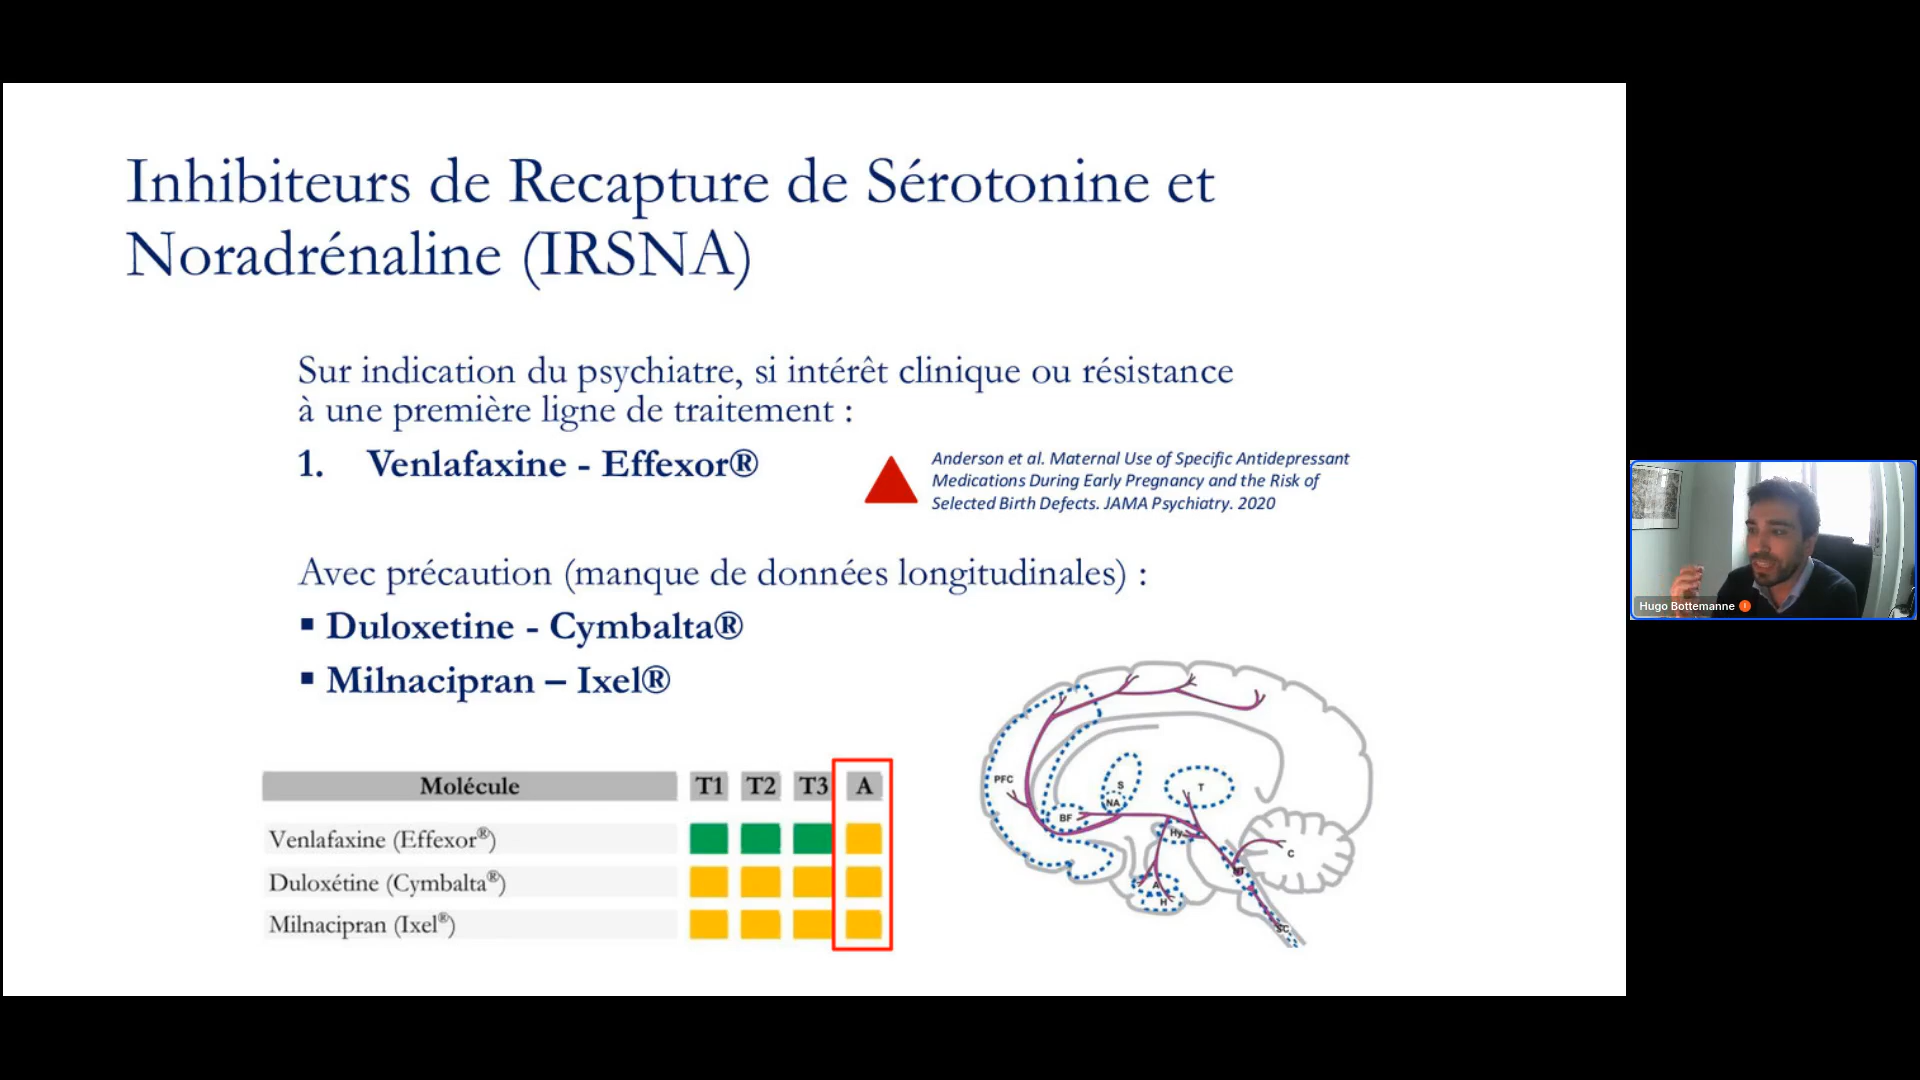 Inhibiteurs de Recapture de Sérotonine et
Noradrénaline (IRSNA)
Sur indication du psychiatre, si intérêt clinique ou résistance
à une première ligne de traitement :
1. Venlafaxine - Effexor®
Anderson et al. Maternal Use of Specific Antidepressant
Medications During Early Pregnancy and the Risk of
Selected Birth Defects. JAMA Psychiatry. 2020
Avec précaution (manque de données longitudinales) :
▪ Duloxetine - Cymbalta®
▪ Milnacipran – Ixel®
Molécule T1 T2 T3 A
Venlafaxine (Effexor®)
Duloxétine (Cymbalta®)
Milnacipran (Ixel®)
PFC
S
NA
T
BF
Hy
C
A
H
SC
Hugo Bottemanne